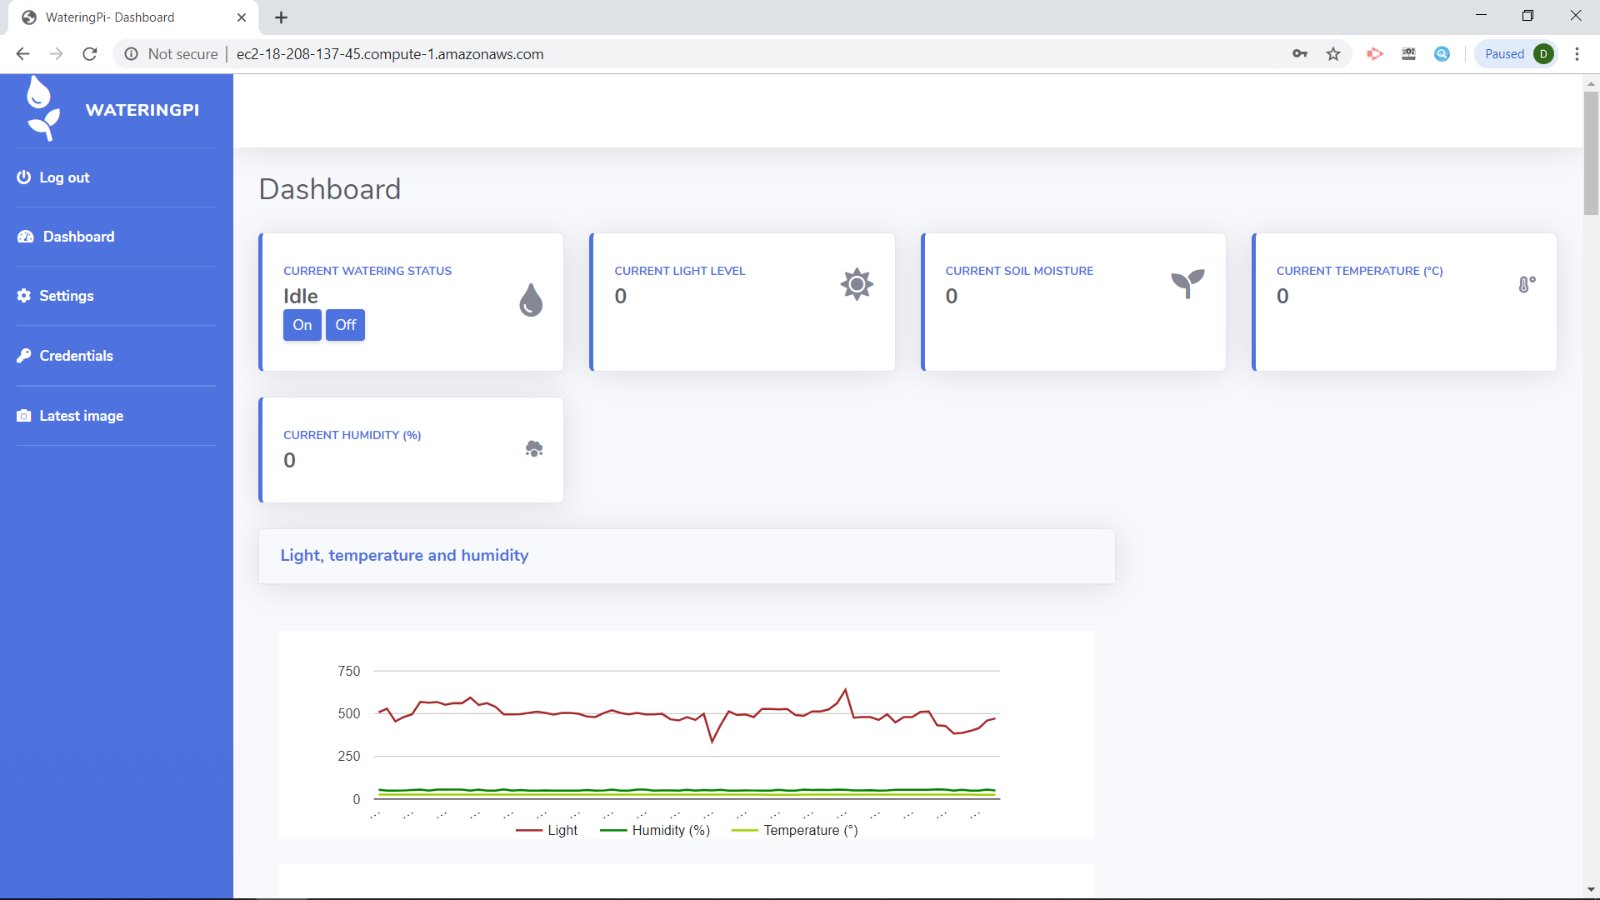 WateringPi- Dashboard
Not secure | ec2-18-208-137-45.compute-1.amazonaws.com
Paused
D
WATERINGPI
Log out
Dashboard
Settings
Credentials
Latest image
Dashboard
CURRENT WATERING STATUS
Idle
On Off
CURRENT LIGHT LEVEL
0
CURRENT SOIL MOISTURE
0
CURRENT TEMPERATURE (°C)
0
CURRENT HUMIDITY (%)
0
Light, temperature and humidity
750
500
250
0
Light Humidity (%) Temperature (°)